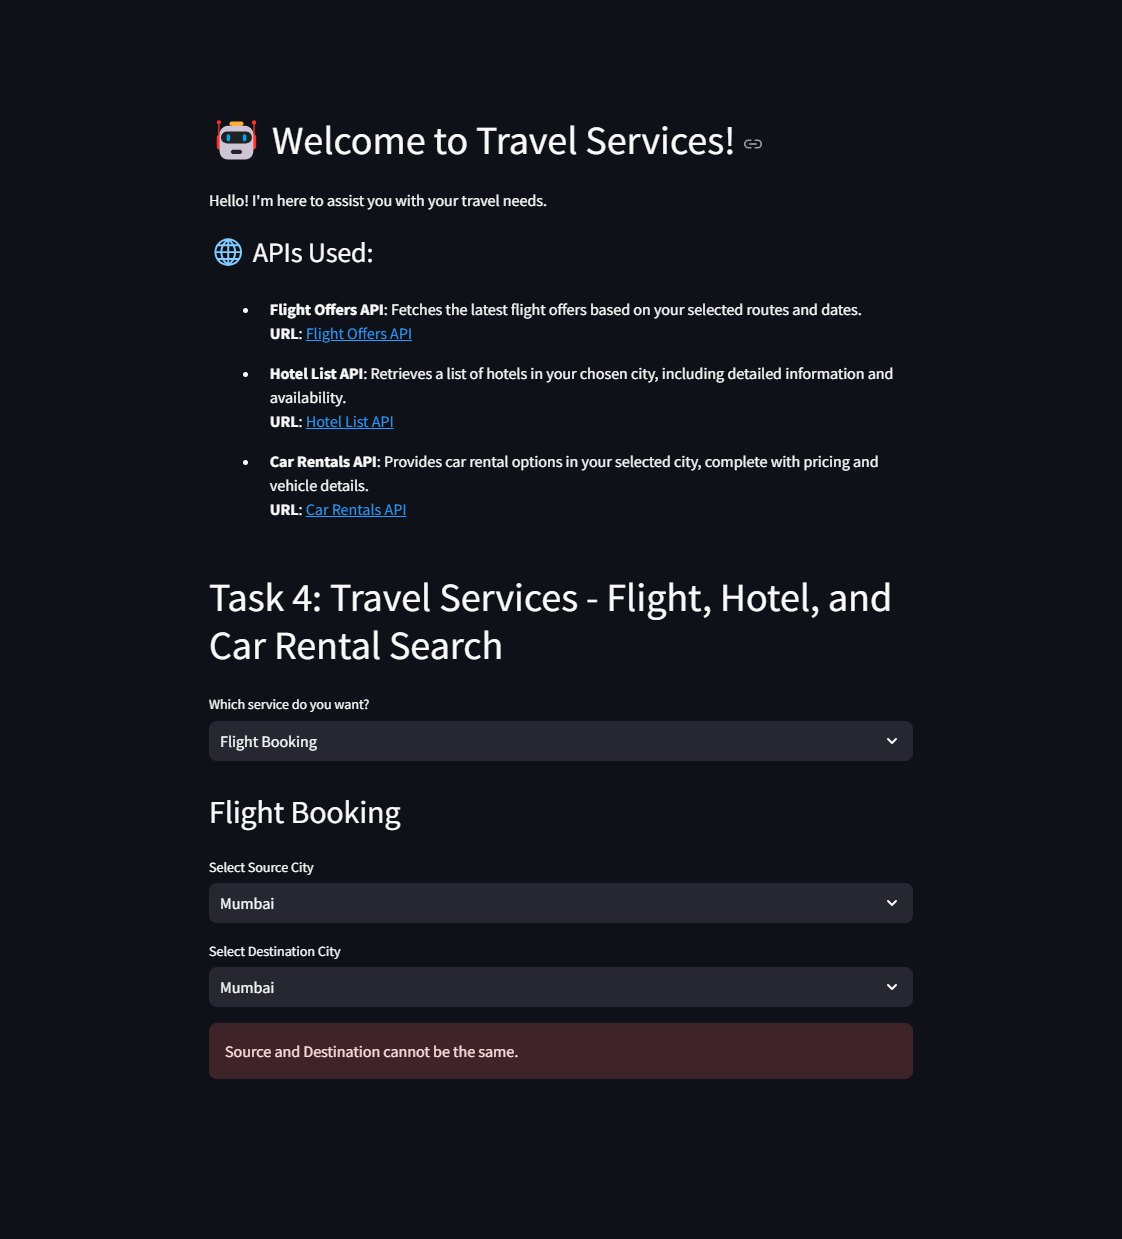 Welcome to Travel Services!
Hello! I'm here to assist you with your travel needs.
APIs Used:
Flight Offers API: Fetches the latest flight offers based on your selected routes and dates.
URL: Flight Offers API
Hotel List API: Retrieves a list of hotels in your chosen city, including detailed information and
availability.
URL: Hotel List API
Car Rentals API: Provides car rental options in your selected city, complete with pricing and
vehicle details.
URL: Car Rentals API
Task 4: Travel Services - Flight, Hotel, and
Car Rental Search
Which service do you want?
Flight Booking
Flight Booking
Select Source City
Mumbai
Select Destination City
Mumbai
Source and Destination cannot be the same.